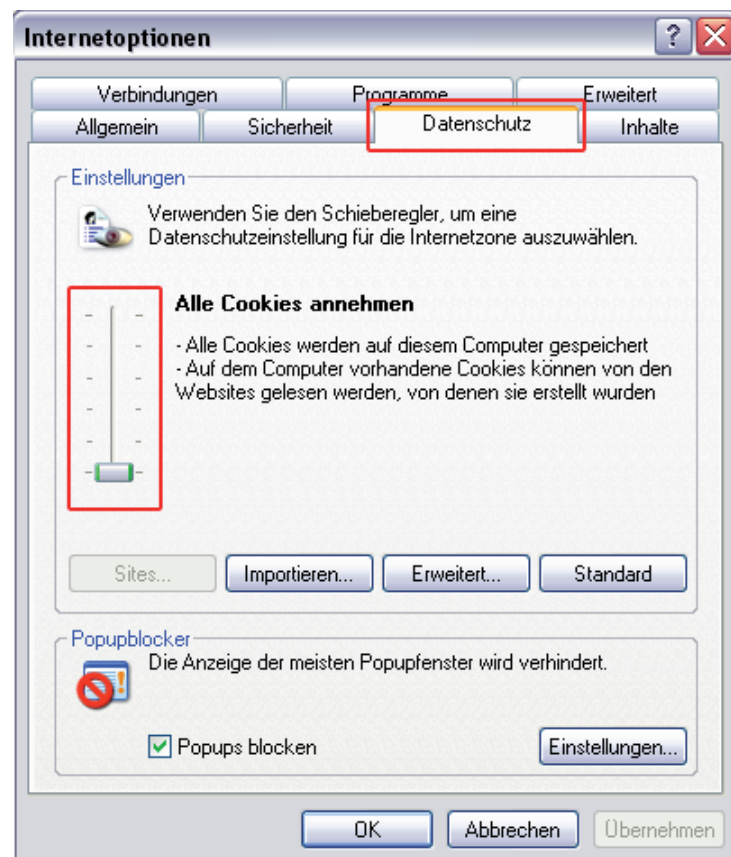 Internetoptionen
Verbindungen Programme Erweitert
Allgemein Sicherheit Datenschutz Inhalte
Einstellungen
Verwenden Sie den Schieberegler, um eine
Datenschutzeinstellung für die Internetzone auszuwählen.
Alle Cookies annehmen
- Alle Cookies werden auf diesem Computer gespeichert
- Auf dem Computer vorhandene Cookies können von den
Websites gelesen werden, von denen sie erstellt wurden
Sites... Importieren... Erweitert... Standard
Popupblocker
Die Anzeige der meisten Popupfenster wird verhindert.
Popups blocken Einstellungen...
OK Abbrechen Übernehmen